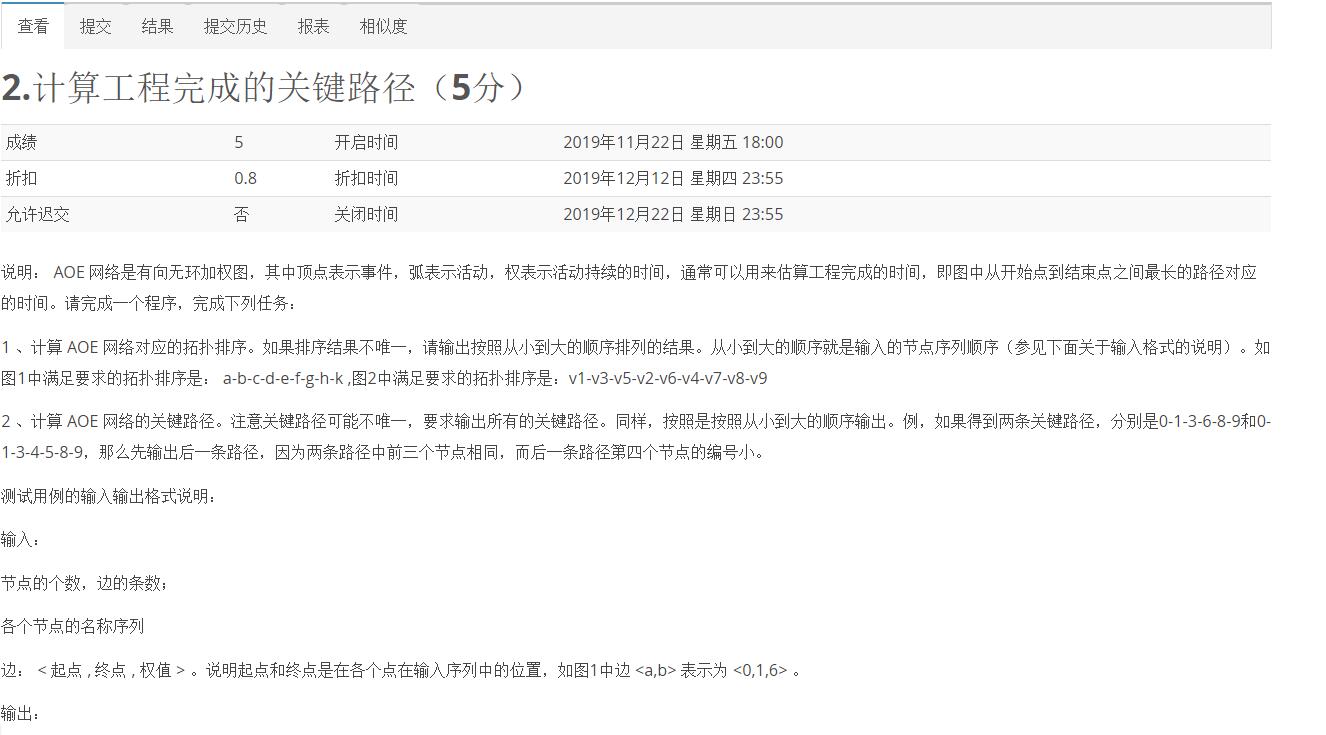 查看 提交 结果 提交历史 报表 相似度
2.计算工程完成的关键路径（5分）
成绩 5 开启时间 2019年11月22日 星期五 18:00
折扣 0.8 折扣时间 2019年12月12日 星期四 23:55
允许迟交 否 关闭时间 2019年12月22日 星期日 23:55
说明： AOE 网络是有向无环加权图，其中顶点表示事件，弧表示活动，权表示活动持续的时间，通常可以用来估算工程完成的时间，即图中从开始点到结束点之间最长的路径对应
的时间。请完成一个程序，完成下列任务：
1 、计算 AOE 网络对应的拓扑排序。如果排序结果不唯一，请输出按照从小到大的顺序排列的结果。从小到大的顺序就是输入的节点序列顺序（参见下面关于输入格式的说明）。如
图1中满足要求的拓扑排序是： a-b-c-d-e-f-g-h-k ,图2中满足要求的拓扑排序是：v1-v3-v5-v2-v6-v4-v7-v8-v9
2 、计算 AOE 网络的关键路径。注意关键路径可能不唯一，要求输出所有的关键路径。同样，按照是按照从小到大的顺序输出。例，如果得到两条关键路径，分别是0-1-3-6-8-9和0-
1-3-4-5-8-9，那么先输出后一条路径，因为两条路径中前三个节点相同，而后一条路径第四个节点的编号小。
测试用例的输入输出格式说明：
输入：
节点的个数，边的条数；
各个节点的名称序列
边： < 起点 , 终点 , 权值 > 。说明起点和终点是在各个点在输入序列中的位置，如图1中边 <a,b> 表示为 <0,1,6> 。
输出：